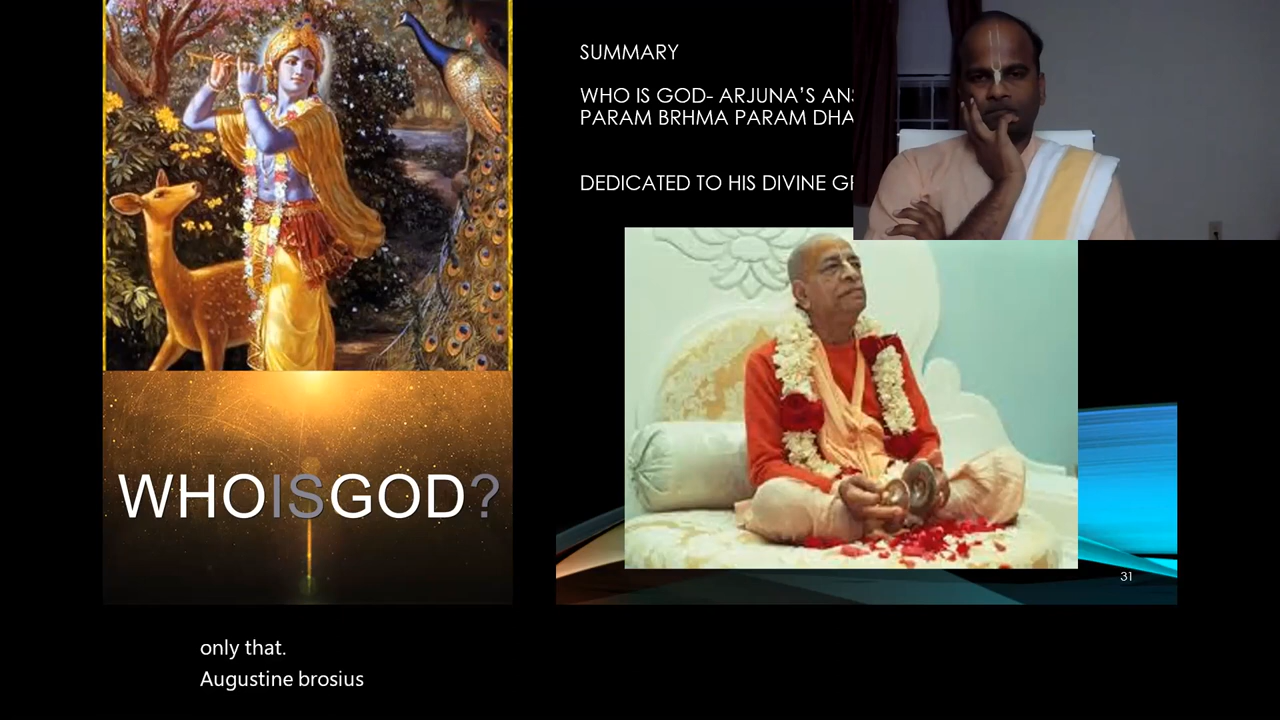 SUMMARY
WHO IS GOD- ARJUNA'S
PARAM BRHMA PARAM
DEDICATED TO HIS DIVINE
WHOISGOD?
31
only that.
Augustine brosius